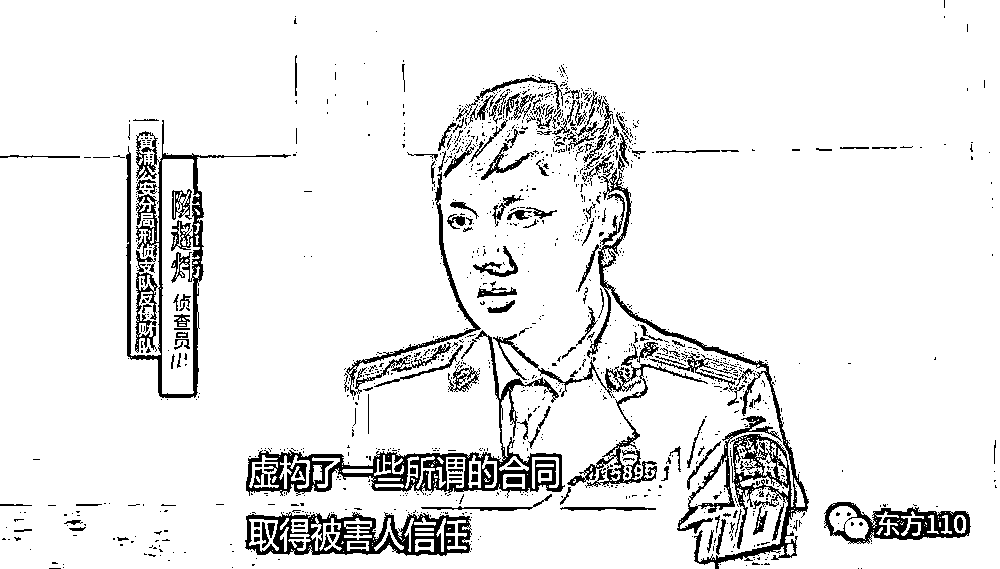 黄浦公安分局刑侦支队反侵财队
陈超炜 侦查员
虚构了一些所谓的合同
取得被害人信任
东方110